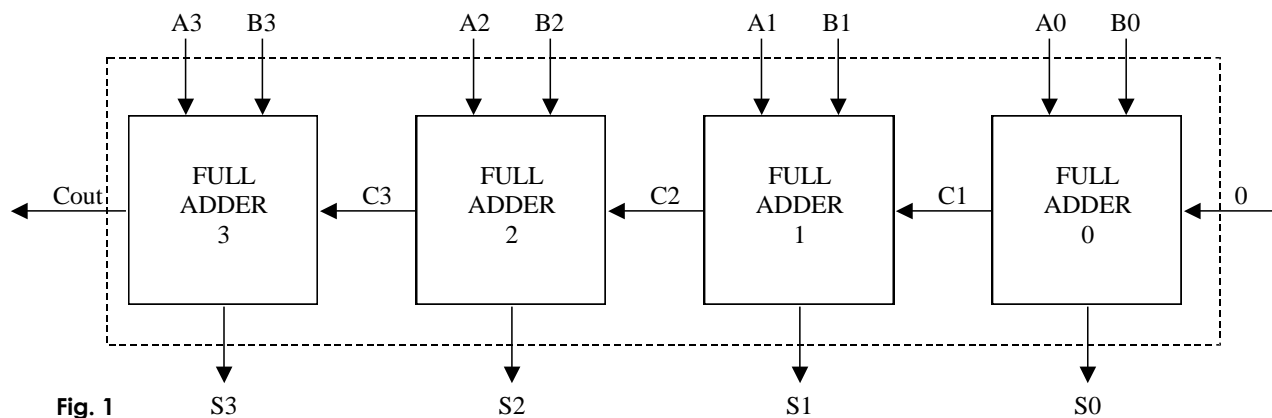 A3 B3 A2 B2 A1 B1 A0 B0
FULL
ADDER
3
FULL
ADDER
2
FULL
ADDER
1
FULL
ADDER
0
Cout C3 C2 C1 0
Fig. 1 S3 S2 S1 S0